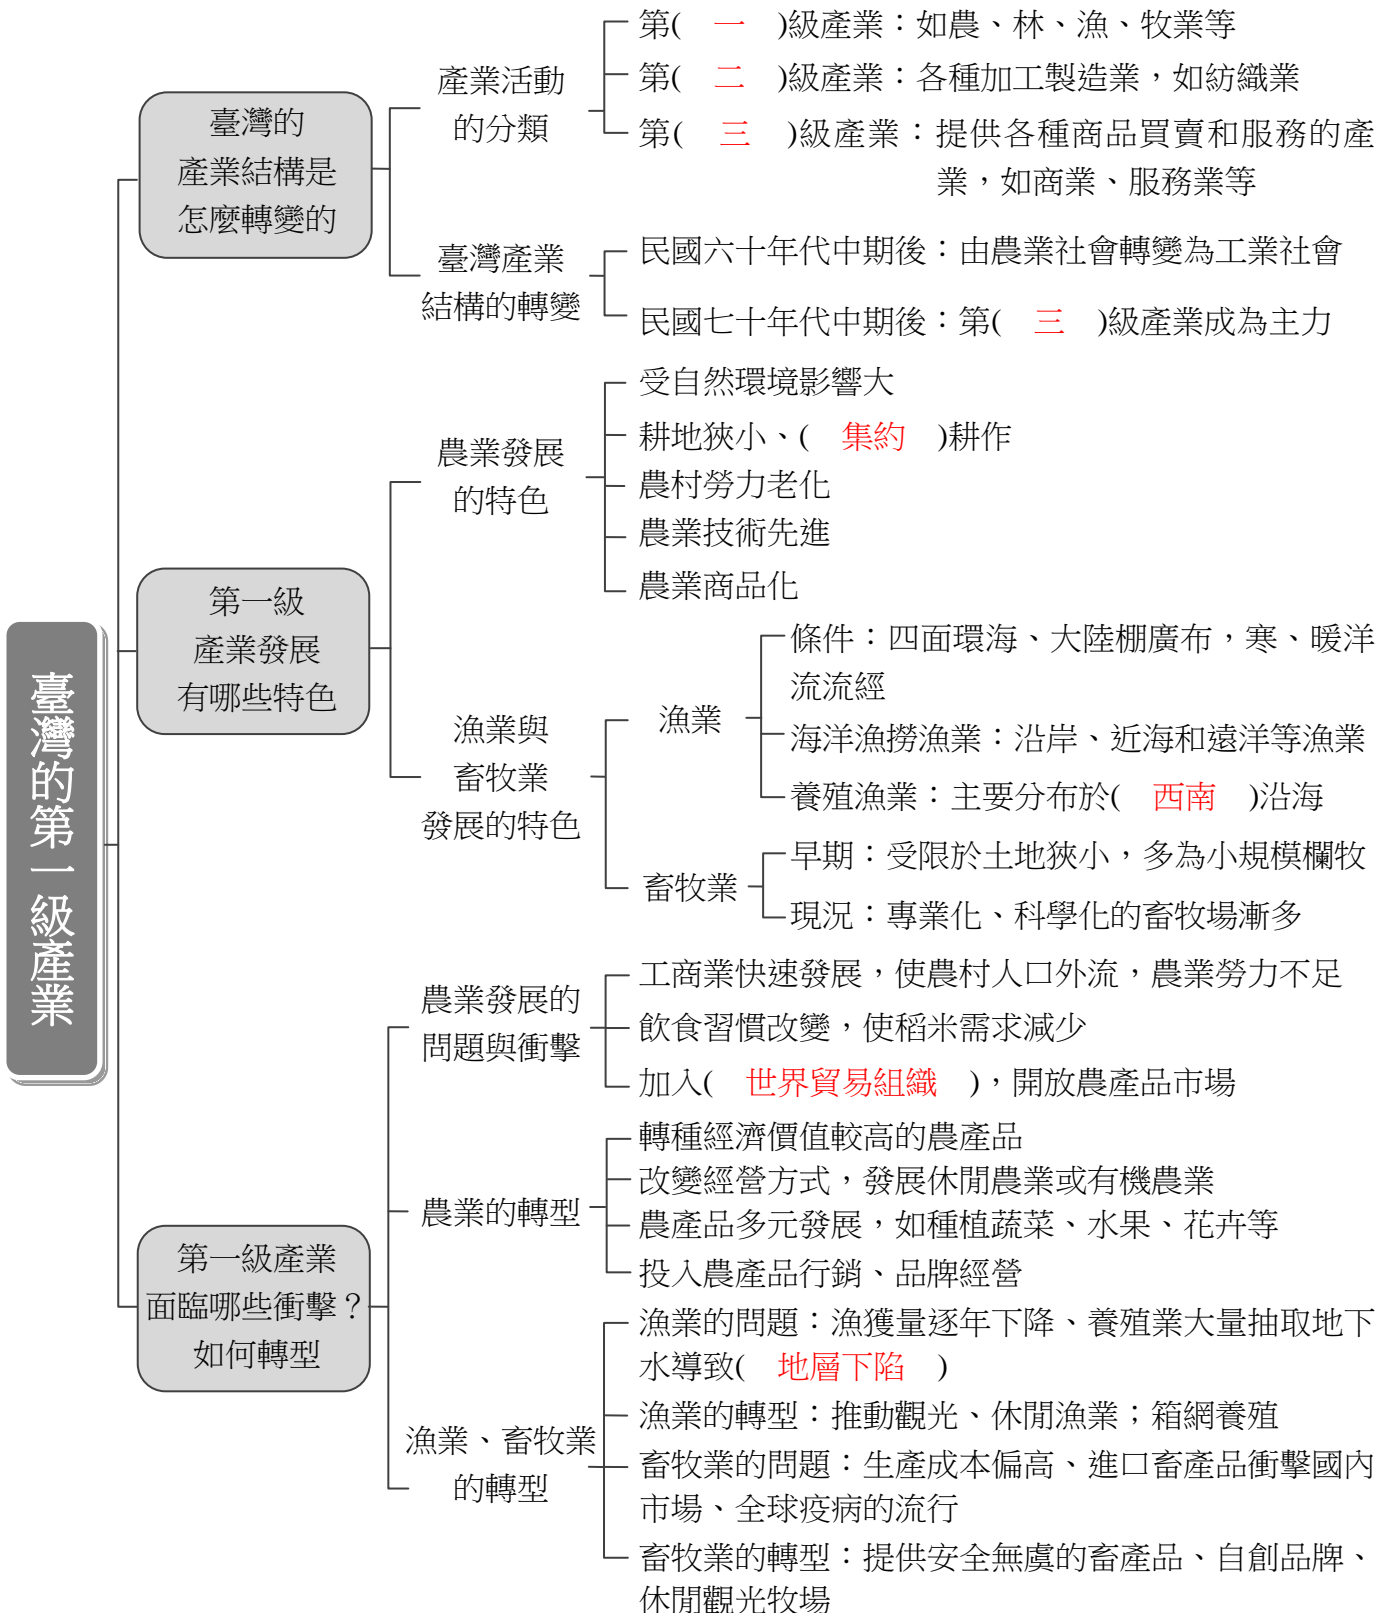 臺灣的第一級產業
臺灣的
產業結構是
怎麼轉變的
產業活動
的分類
第( 一 )級產業：如農、林、漁、牧業等
第( 二 )級產業：各種加工製造業，如紡織業
第( 三 )級產業：提供各種商品買賣和服務的產
業，如商業、服務業等
臺灣產業
結構的轉變
民國六十年代中期後：由農業社會轉變為工業社會
民國七十年代中期後：第( 三 )級產業成為主力
第一級
產業發展
有哪些特色
農業發展
的特色
受自然環境影響大
耕地狹小、( 集約 )耕作
農村勞力老化
農業技術先進
農業商品化
漁業與
畜牧業
發展的特色
漁業
條件：四面環海、大陸棚廣布，寒、暖洋
流流經
海洋漁撈漁業：沿岸、近海和遠洋等漁業
養殖漁業：主要分布於( 西南 )沿海
畜牧業
早期：受限於土地狹小，多為小規模欄牧
現況：專業化、科學化的畜牧場漸多
第一級產業
面臨哪些衝擊？
如何轉型
農業發展的
問題與衝擊
工商業快速發展，使農村人口外流，農業勞力不足
飲食習慣改變，使稻米需求減少
加入( 世界貿易組織 )，開放農產品市場
農業的轉型
轉種經濟價值較高的農產品
改變經營方式，發展休閒農業或有機農業
農產品多元發展，如種植蔬菜、水果、花卉等
投入農產品行銷、品牌經營
漁業、畜牧業
的轉型
漁業的問題：漁獲量逐年下降、養殖業大量抽取地下
水導致( 地層下陷 )
漁業的轉型：推動觀光、休閒漁業；箱網養殖
畜牧業的問題：生產成本偏高、進口畜產品衝擊國內
市場、全球疫病的流行
畜牧業的轉型：提供安全無虞的畜產品、自創品牌、
休閒觀光牧場